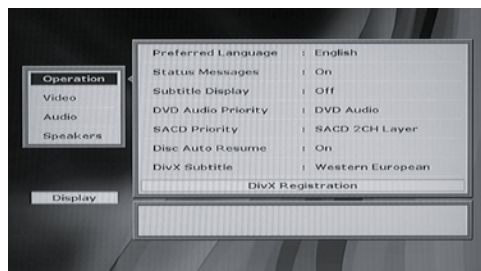 Operation
Video
Audio
Speakers
Display
Preferred Language : English
Status Messages : On
Subtitle Display : Off
DVD Audio Priority : DVD Audio
SACD Priority : SACD 2CH Layer
Disc Auto Resume : On
DivX Subtitle : Western European
DivX Registration